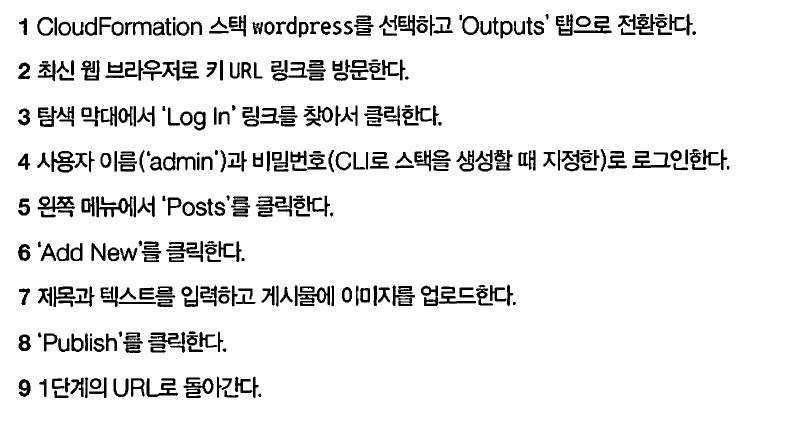 1 CloudFormation 스택 wordpress를 선택하고 'Outputs' 탭으로 전환한다.
2 최신 웹 브라우저로 키 URL 링크를 방문한다.
3 탐색 막대에서 'Log In' 링크를 찾아서 클릭한다.
4 사용자 이름('admin')과 비밀번호(CLI로 스택을 생성할 때 지정한)로 로그인한다.
5 왼쪽 메뉴에서 'Posts'를 클릭한다.
6 'Add New'를 클릭한다.
7 제목과 텍스트를 입력하고 게시물에 이미지를 업로드한다.
8 'Publish'를 클릭한다.
9 1단계의 URL로 돌아간다.